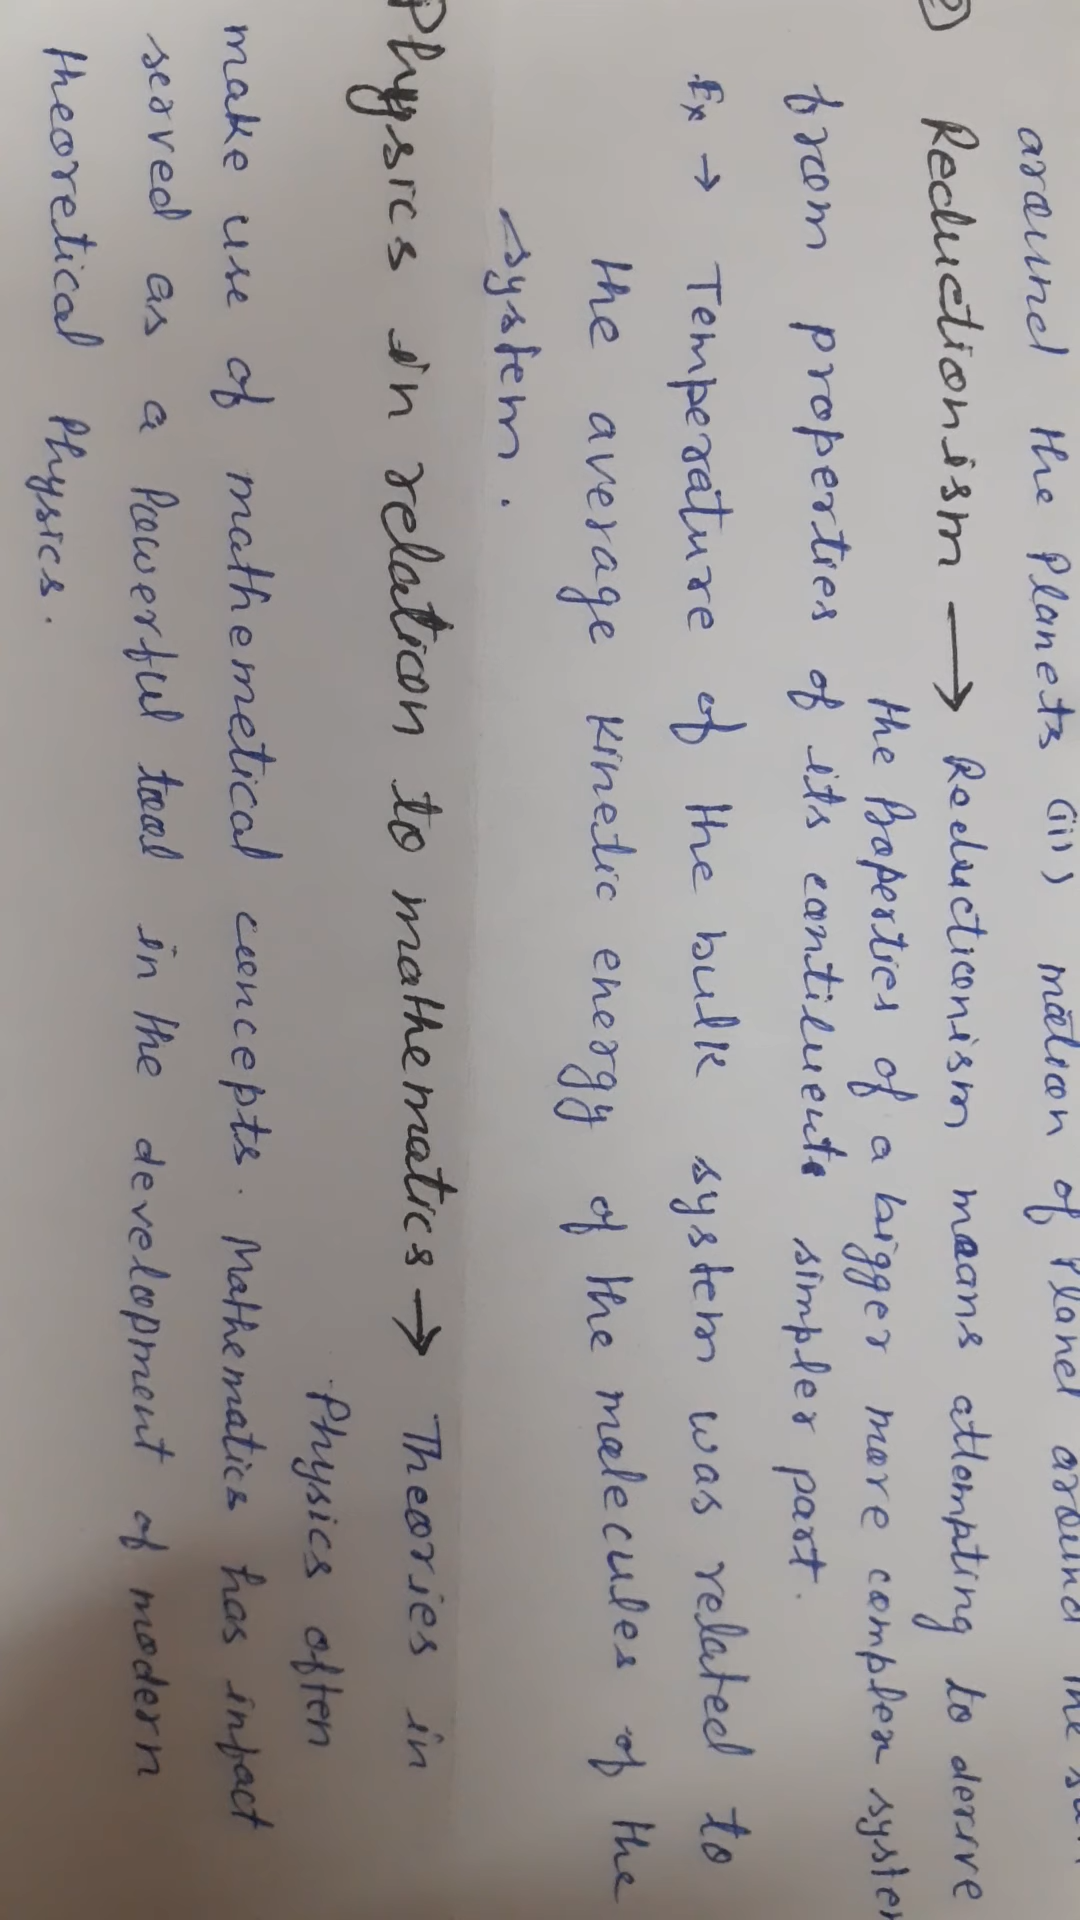 around the Planets (ii) motion of Planet around the sun
② Reductionism → Reductionism means attempting to derive
the Properties of a bigger more complex system
from properties of its contiluents simpler part.
Ex → Temperature of the bulk system was related to
the average kinetic energy of the molecules of the
system.
Physics in relation to mathematics → Theories in
Physics often
make use of mathemetical concepts. Mathematics has infact
served as a Powerful tool in the development of modern
theoretical Physics.